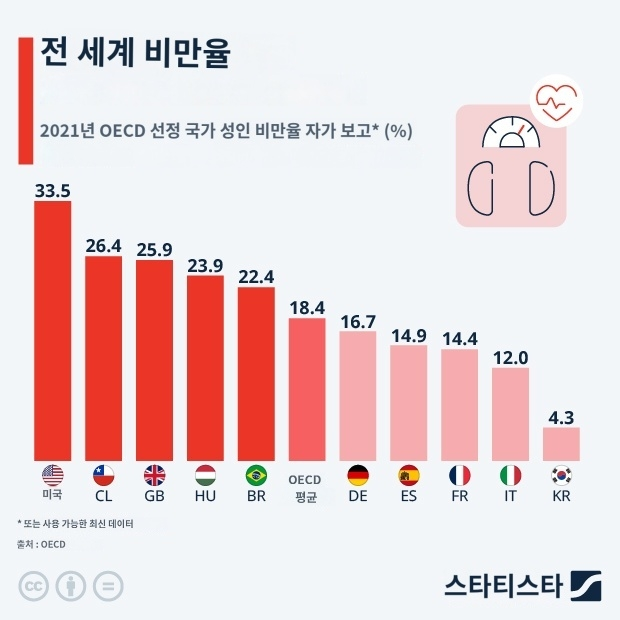 전 세계 비만율
2021년 OECD 선정 국가 성인 비만율 자가 보고* (%)
33.5
26.4
25.9
23.9
22.4
18.4
16.7
14.9
14.4
12.0
4.3
미국
CL
GB
HU
BR
OECD
평균
DE
ES
FR
IT
KR
* 또는 사용 가능한 최신 데이터
출처 : OECD
cc
스타티스타